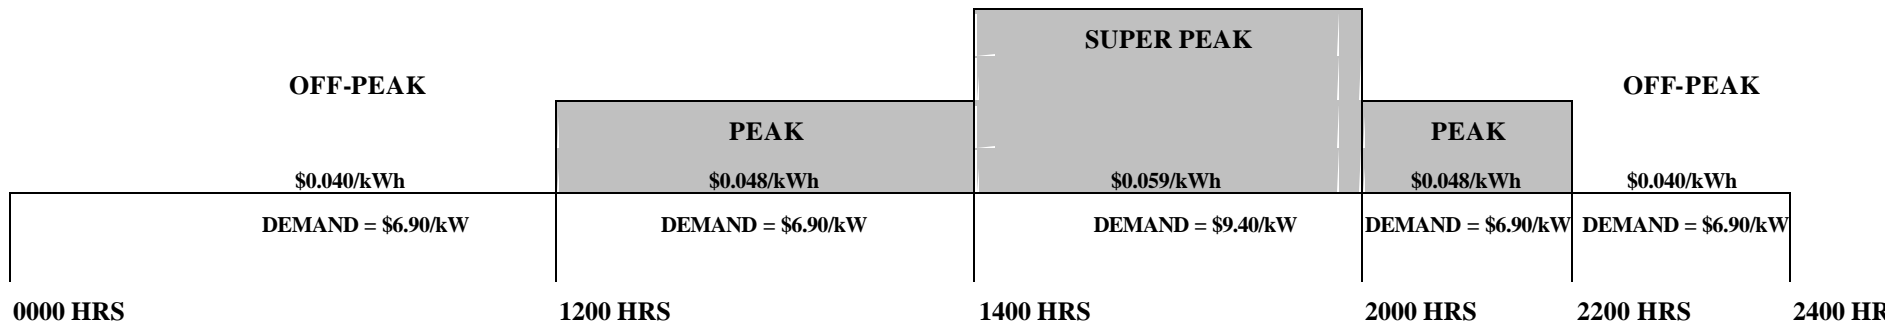 SUPER PEAK
OFF-PEAK OFF-PEAK
PEAK PEAK
$0.040/kWh $0.048/kWh $0.059/kWh $0.048/kWh $0.040/kWh
DEMAND = $6.90/kW DEMAND = $6.90/kW DEMAND = $9.40/kW DEMAND = $6.90/kW DEMAND = $6.90/kW
0000 HRS 1200 HRS 1400 HRS 2000 HRS 2200 HRS 2400 HR